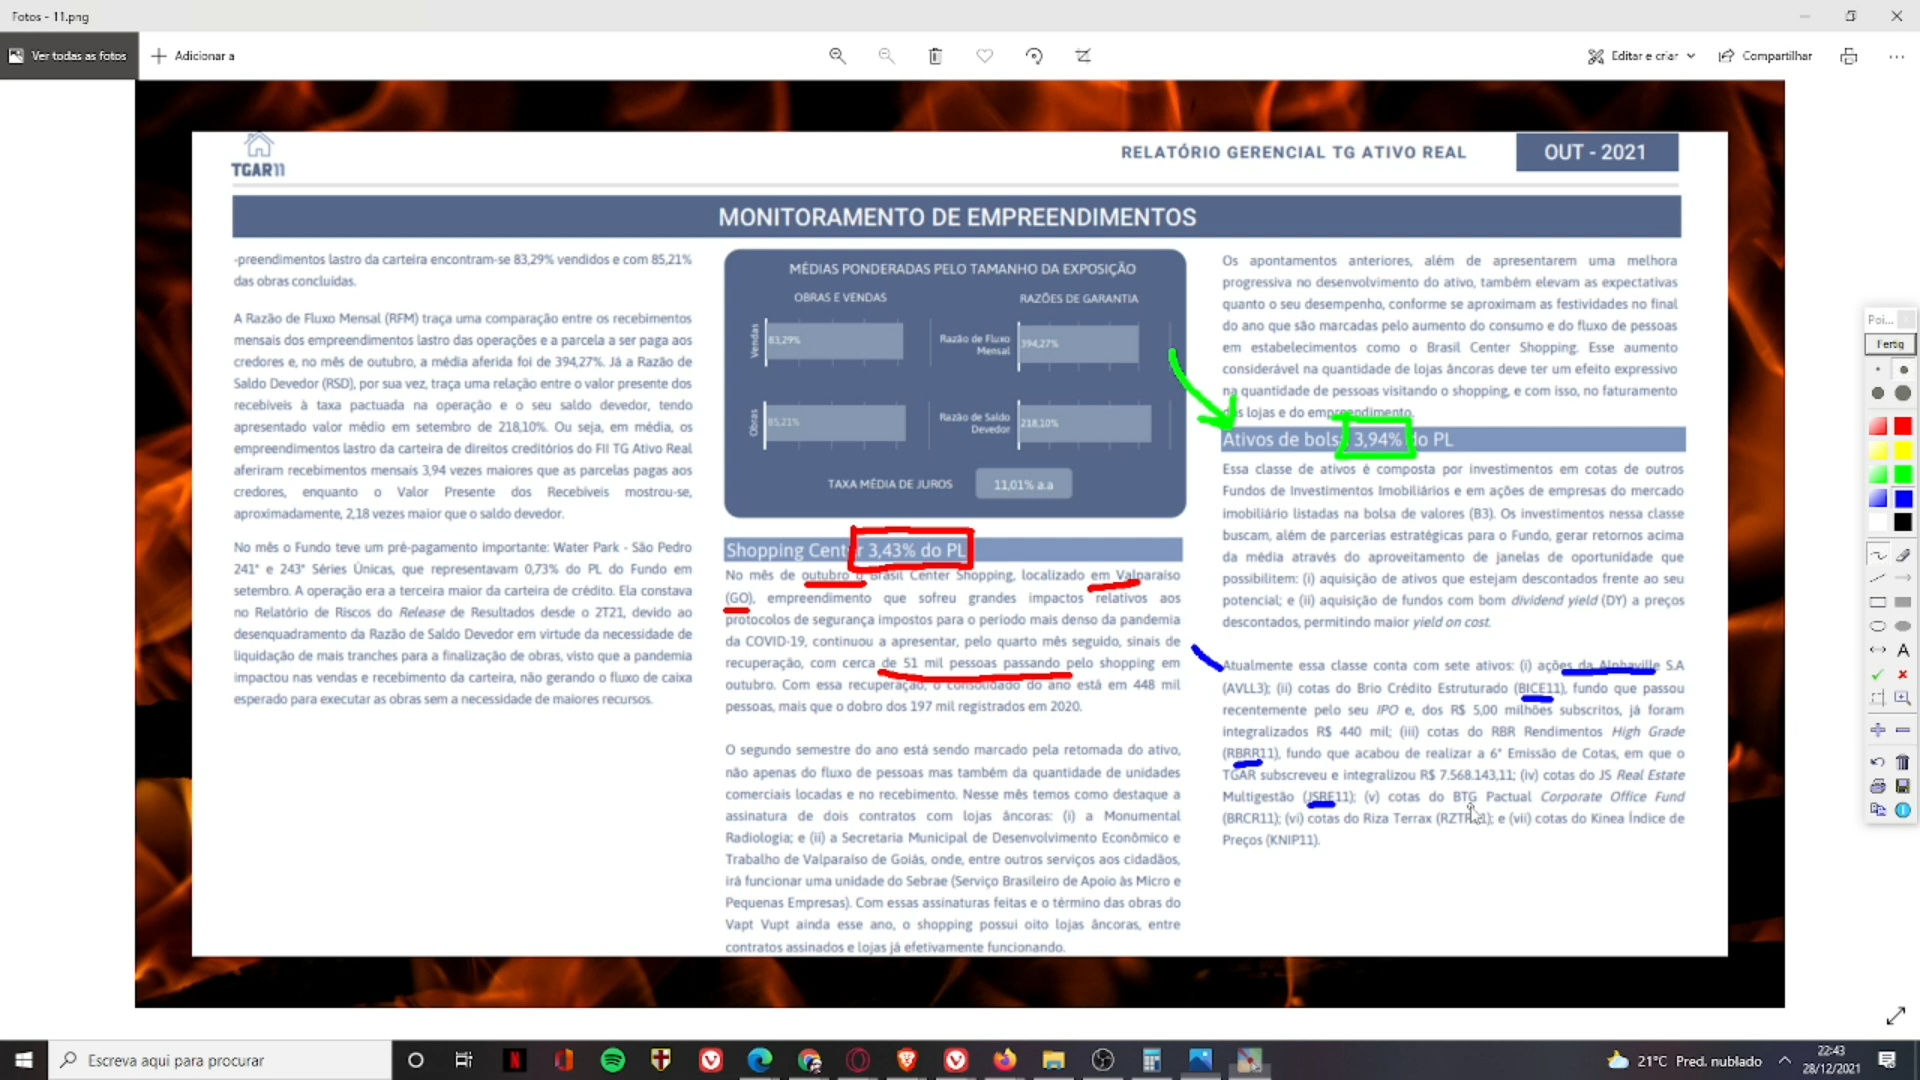 Fotos - 11.png
Ver todas as fotos
Adicionar a
Editar e criar
Compartilhar
TGAR11
RELATÓRIO GERENCIAL TG ATIVO REAL
OUT - 2021
MONITORAMENTO DE EMPREENDIMENTOS
-preendimentos lastro da carteira encontram-se 83,29% vendidos e com 85,21%
das obras concluídas.
A Razão de Fluxo Mensal (RFM) traça uma comparação entre os recebimentos
mensais dos empreendimentos lastro das operações e a parcela a ser paga aos
credores e, no mês de outubro, a média aferida foi de 394,27%. Já a Razão de
Saldo Devedor (RSD), por sua vez, traça uma relação entre o valor presente dos
recebíveis à taxa pactuada na operação e o seu saldo devedor, tendo
apresentado valor médio em setembro de 218,10%. Ou seja, em média, os
empreendimentos lastro da carteira de direitos creditórios do FII TG Ativo Real
aferiram recebimentos mensais 3,94 vezes maiores que as parcelas pagas aos
credores, enquanto o Valor Presente dos Recebíveis mostrou-se,
aproximadamente, 2,18 vezes maior que o saldo devedor.
No mês o Fundo teve um pré-pagamento importante: Water Park - São Pedro
241ª e 243ª Séries Únicas, que representavam 0,73% do PL do Fundo em
setembro. A operação era a terceira maior da carteira de crédito. Ela constava
no Relatório de Riscos do Release de Resultados desde o 2T21, devido ao
desenquadramento da Razão de Saldo Devedor em virtude da necessidade de
liquidação de mais tranches para a finalização de obras, visto que a pandemia
impactou nas vendas e recebimento da carteira, não gerando o fluxo de caixa
esperado para executar as obras sem a necessidade de maiores recursos.
MÉDIAS PONDERADAS PELO TAMANHO DA EXPOSIÇÃO
OBRAS E VENDAS
RAZÕES DE GARANTIA
Vendas
83,29%
Razão de Fluxo
Mensal
394,27%
Obras
85,21%
Razão de Saldo
Devedor
218,10%
TAXA MÉDIA DE JUROS
11,01% a.a
Shopping Center 3,43% do PL
No mês de outubro o Brasil Center Shopping, localizado em Valparaíso
(GO), empreendimento que sofreu grandes impactos relativos aos
protocolos de segurança impostos para o período mais denso da pandemia
da COVID-19, continuou a apresentar, pelo quarto mês seguido, sinais de
recuperação, com cerca de 51 mil pessoas passando pelo shopping em
outubro. Com essa recuperação, o consolidado do ano está em 448 mil
pessoas, mais que o dobro dos 197 mil registrados em 2020.
O segundo semestre do ano está sendo marcado pela retomada do ativo,
não apenas do fluxo de pessoas mas também da quantidade de unidades
comerciais locadas e no recebimento. Nesse mês temos como destaque a
assinatura de dois contratos com lojas âncoras: (i) a Monumental
Radiologia; e (ii) a Secretaria Municipal de Desenvolvimento Econômico e
Trabalho de Valparaíso de Goiás, onde, entre outros serviços aos cidadãos,
irá funcionar uma unidade do Sebrae (Serviço Brasileiro de Apoio às Micro e
Pequenas Empresas). Com essas assinaturas feitas e o término das obras do
Vapt Vupt ainda esse ano, o shopping possui oito lojas âncoras, entre
contratos assinados e lojas já efetivamente funcionando.
Os apontamentos anteriores, além de apresentarem uma melhora
progressiva no desenvolvimento do ativo, também elevam as expectativas
quanto o seu desempenho, conforme se aproximam as festividades no final
do ano que são marcadas pelo aumento do consumo e do fluxo de pessoas
em estabelecimentos como o Brasil Center Shopping. Esse aumento
considerável na quantidade de lojas âncoras deve ter um efeito expressivo
na quantidade de pessoas visitando o shopping, e com isso, no faturamento
das lojas e do empreendimento.
Ativos de bolsa 3,94% do PL
Essa classe de ativos é composta por investimentos em cotas de outros
Fundos de Investimentos Imobiliários e em ações de empresas do mercado
imobiliário listadas na bolsa de valores (B3). Os investimentos nessa classe
buscam, além de parcerias estratégicas para o Fundo, gerar retornos acima
da média através do aproveitamento de janelas de oportunidade que
possibilitem: (i) aquisição de ativos que estejam descontados frente ao seu
potencial; e (ii) aquisição de fundos com bom dividend yield (DY) a preços
descontados, permitindo maior yield on cost.
Atualmente essa classe conta com sete ativos: (i) ações da Alphaville S.A
(AVLL3); (ii) cotas do Brio Crédito Estruturado (BICE11), fundo que passou
recentemente pelo seu IPO e, dos R$ 5,00 milhões subscritos, já foram
integralizados R$ 440 mil; (iii) cotas do RBR Rendimentos High Grade
(RBRR11), fundo que acabou de realizar a 6ª Emissão de Cotas, em que o
TGAR subscreveu e integralizou R$ 7.568.143,11; (iv) cotas do JS Real Estate
Multigestão (JSRE11); (v) cotas do BTG Pactual Corporate Office Fund
(BRCR11); (vi) cotas do Riza Terrax (RZTR11); e (vii) cotas do Kinea Índice de
Preços (KNIP11).
Poi...
Fertig
Escreva aqui para procurar
21°C Pred. nublado
22:43
28/12/2021